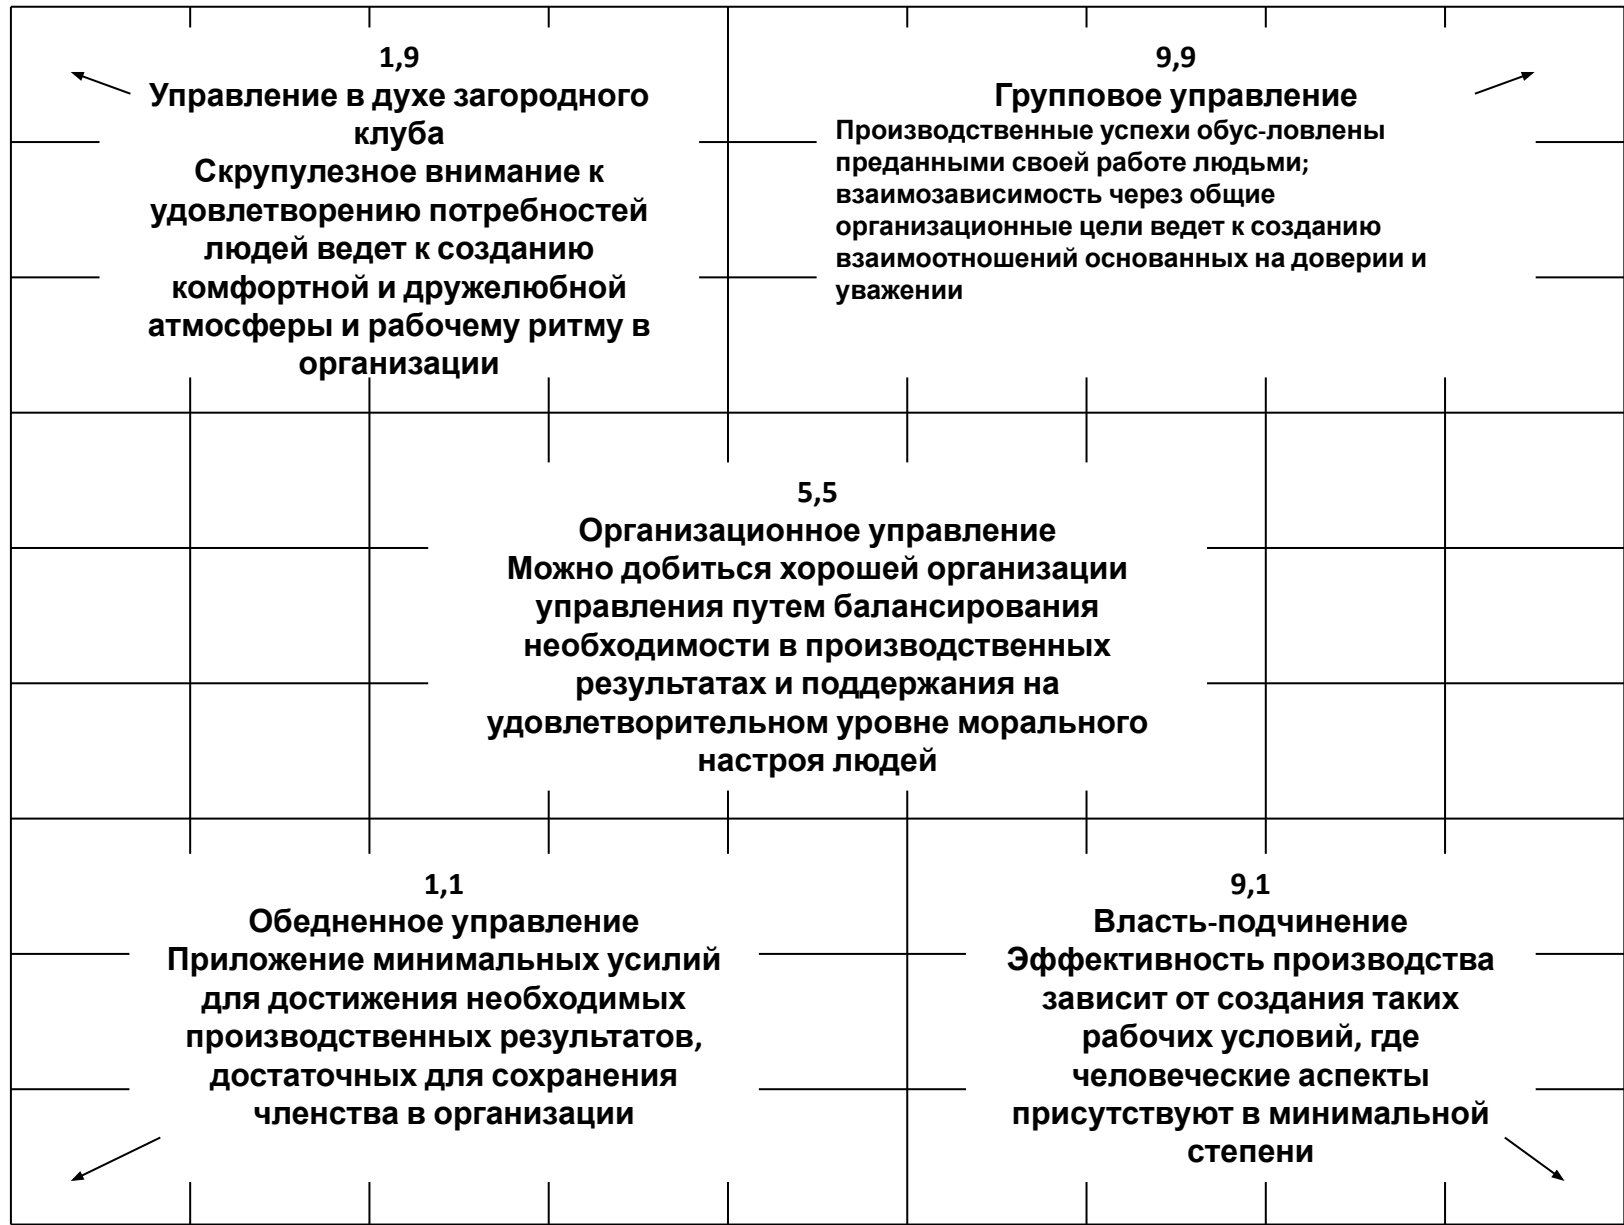 1,9
Управление в духе загородного
клуба
Скрупулезное внимание к
удовлетворению потребностей
людей ведет к созданию
комфортной и дружелюбной
атмосферы и рабочему ритму в
организации
9,9
Групповое управление
Производственные успехи обус-ловлены
преданными своей работе людьми;
взаимозависимость через общие
организационные цели ведет к созданию
взаимоотношений основанных на доверии и
уважении
5,5
Организационное управление
Можно добиться хорошей организации
управления путем балансирования
необходимости в производственных
результатах и поддержания на
удовлетворительном уровне морального
настроя людей
1,1
Обедненное управление
Приложение минимальных усилий
для достижения необходимых
производственных результатов,
достаточных для сохранения
членства в организации
9,1
Власть-подчинение
Эффективность производства
зависит от создания таких
рабочих условий, где
человеческие аспекты
присутствуют в минимальной
степени